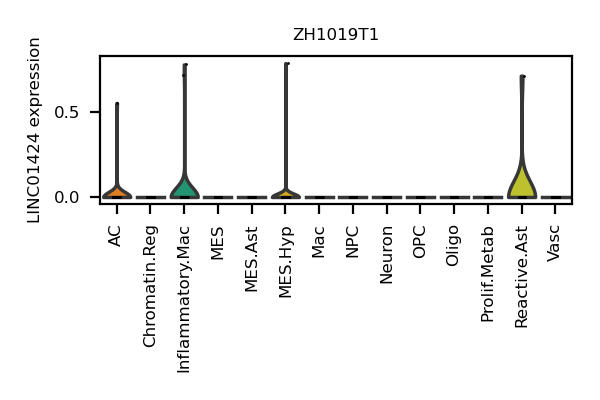 ZH1019T1
LINC01424 expression
0.5
0.0
AC
Chromatin.Reg
Inflammatory.Mac
MES
MES.Ast
MES.Hyp
Mac
NPC
Neuron
OPC
Oligo
Prolif.Metab
Reactive.Ast
Vasc